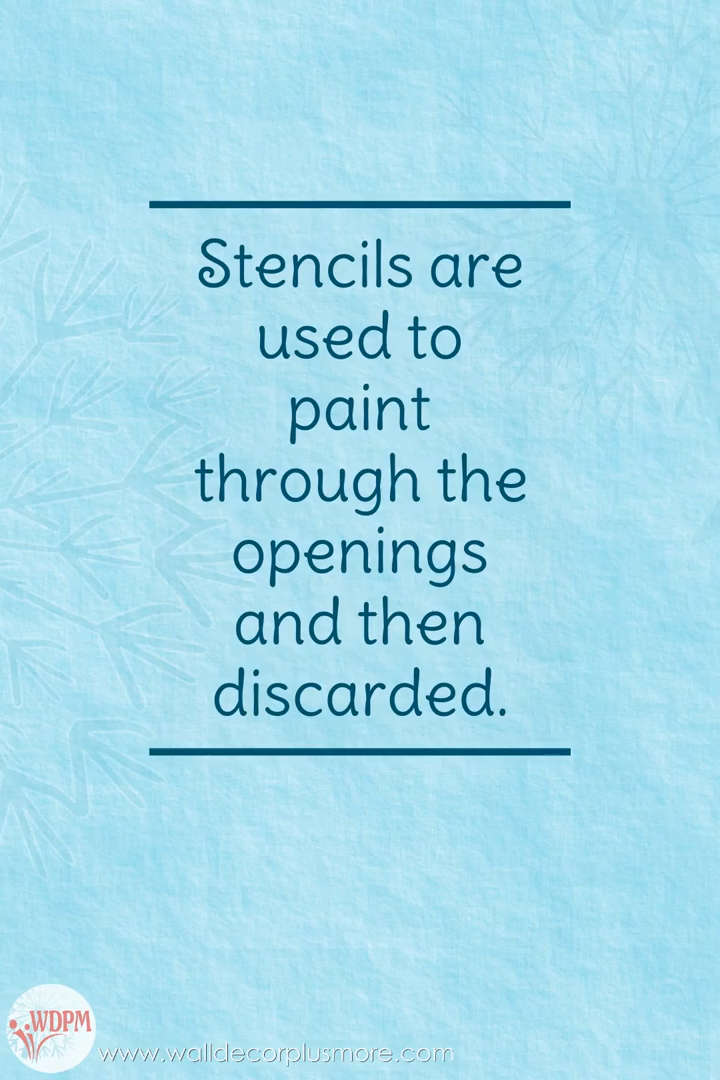 Stencils are
used to
paint
through the
openings
and then
discarded.
WDPM
www.walldecorplusmore.com